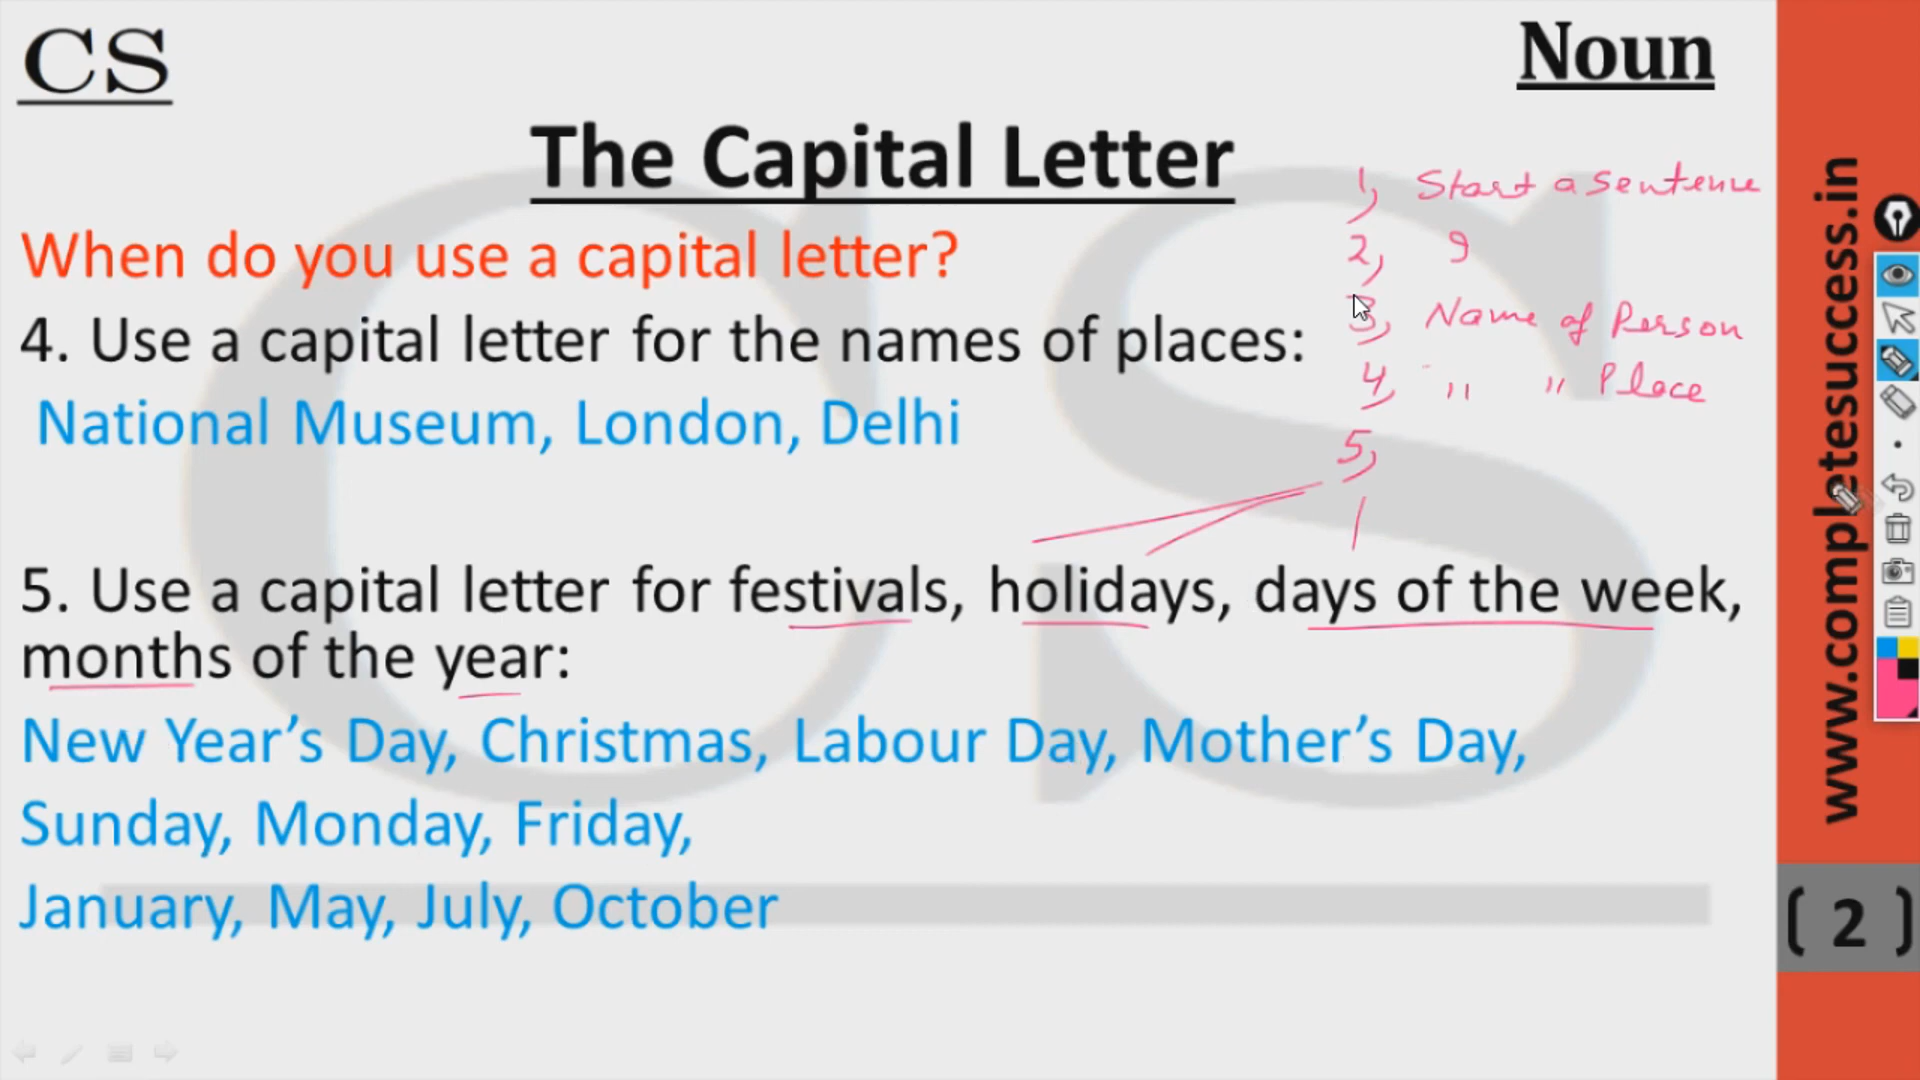 CS
Noun
The Capital Letter
1, Start a Sentence
When do you use a capital letter?
2, 9
3, Name of Person
4. Use a capital letter for the names of places:
4, " " Place
National Museum, London, Delhi
5,
5. Use a capital letter for festivals, holidays, days of the week,
months of the year:
New Year’s Day, Christmas, Labour Day, Mother’s Day,
Sunday, Monday, Friday,
January, May, July, October
www.completesuccess.in
( 2 )